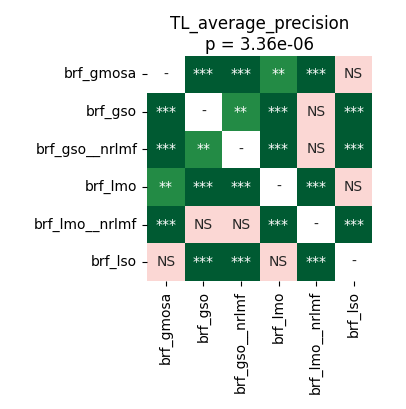 TL_average_precision
p = 3.36e-06
brf_gmosa - *** *** ** *** NS
brf_gso *** - ** *** NS ***
brf_gso__nrlmf *** ** - *** NS ***
brf_lmo ** *** *** - *** NS
brf_lmo__nrlmf *** NS NS *** - ***
brf_lso NS *** *** NS *** -
brf_gmosa
brf_gso
brf_gso__nrlmf
brf_lmo
brf_lmo__nrlmf
brf_lso